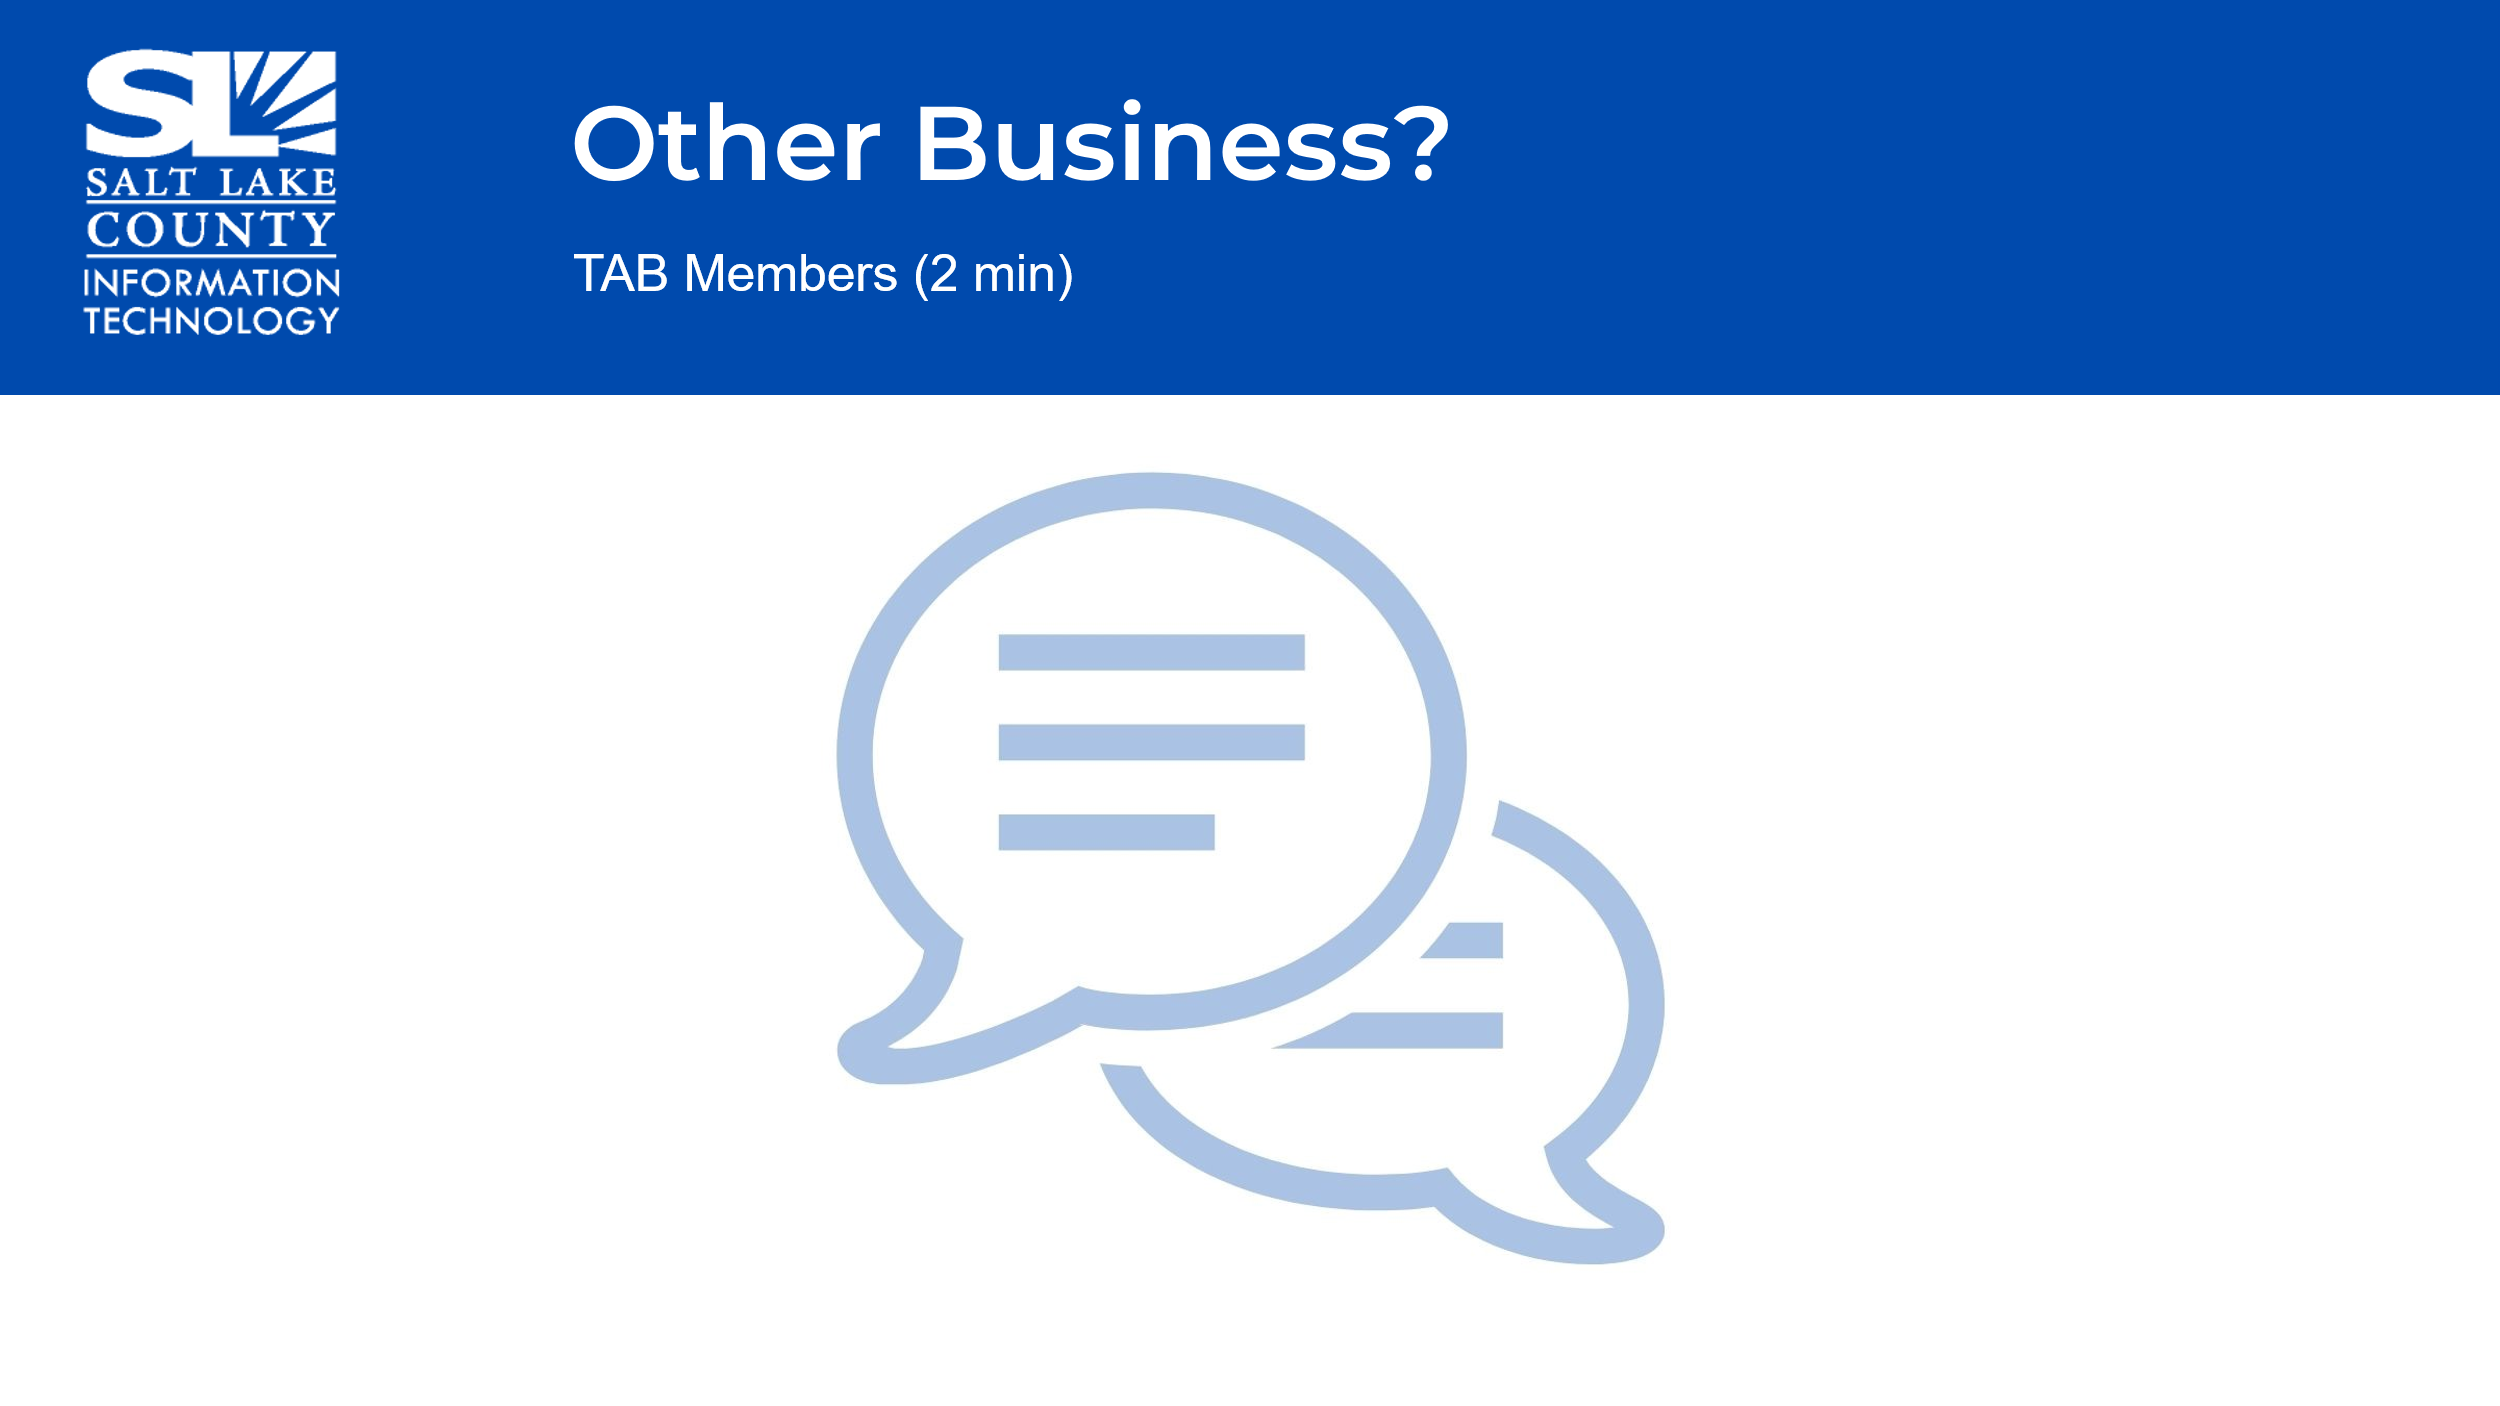 SL
SALT LAKE
COUNTY
INFORMATION
TECHNOLOGY
Other Business?
TAB Members (2 min)